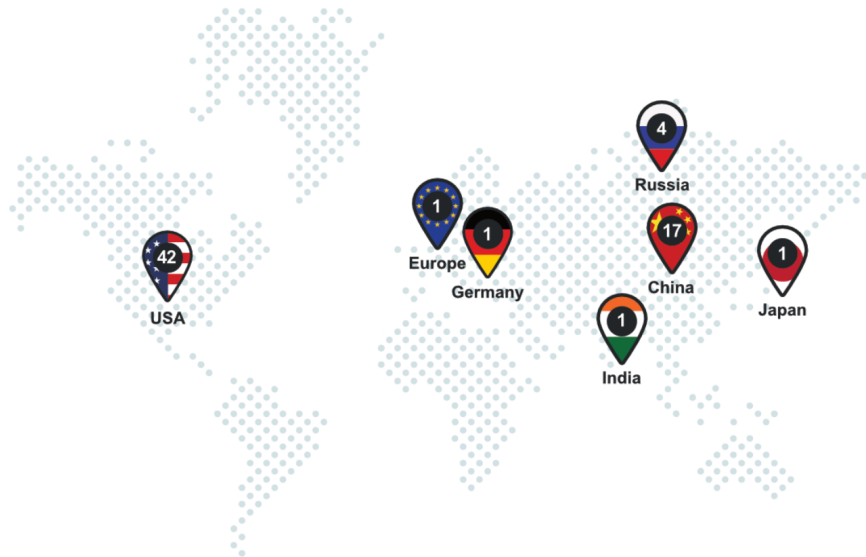 4
Russia
1
Europe
1
Germany
17
China
42
USA
1
Japan
1
India